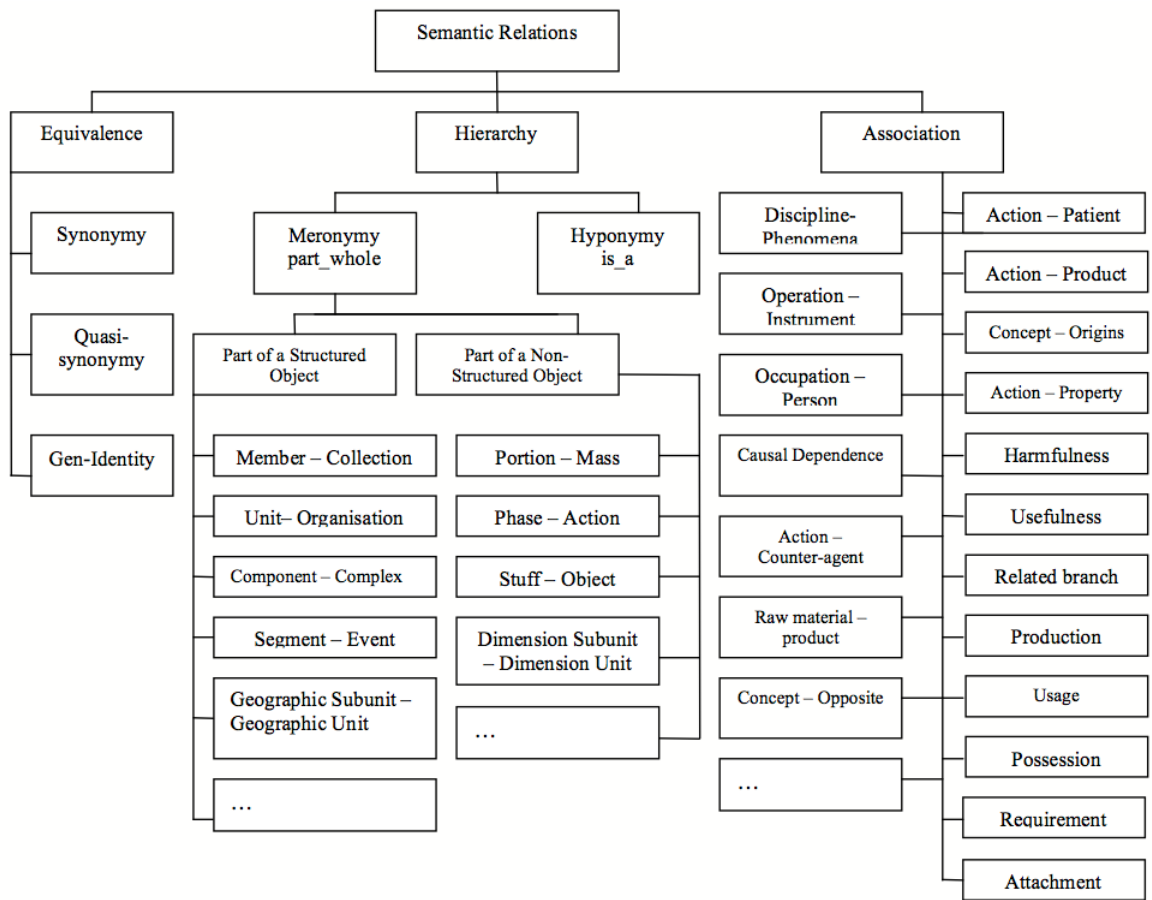 Semantic Relations
Equivalence
Hierarchy
Association
Synonymy
Quasi-
synonymy
Gen-Identity
Meronymy
part_whole
Hyponymy
is_a
Part of a Structured
Object
Part of a Non-
Structured Object
Member – Collection
Unit– Organisation
Component – Complex
Segment – Event
Geographic Subunit –
Geographic Unit
…
Portion – Mass
Phase – Action
Stuff – Object
Dimension Subunit
– Dimension Unit
…
Discipline-
Phenomena
Operation –
Instrument
Occupation –
Person
Causal Dependence
Action –
Counter-agent
Raw material –
product
Concept – Opposite
…
Action – Patient
Action – Product
Concept – Origins
Action – Property
Harmfulness
Usefulness
Related branch
Production
Usage
Possession
Requirement
Attachment